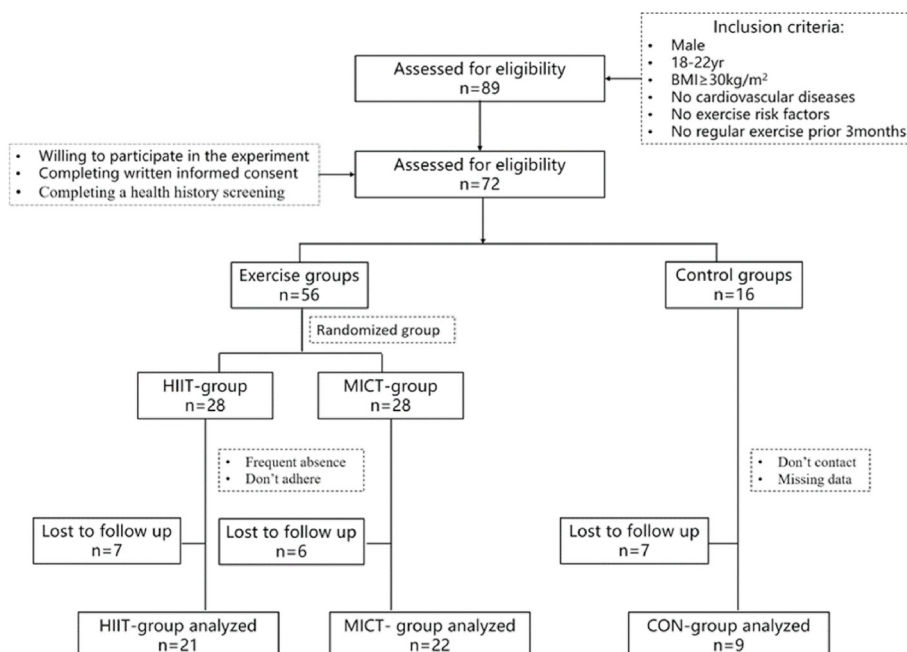 Inclusion criteria:
• Male
• 18-22yr
• BMI≥30kg/m²
• No cardiovascular diseases
• No exercise risk factors
• No regular exercise prior 3months
Assessed for eligibility
n=89
• Willing to participate in the experiment
• Completing written informed consent
• Completing a health history screening
Assessed for eligibility
n=72
Exercise groups
n=56
Control groups
n=16
Randomized group
HIIT-group
n=28
MICT-group
n=28
• Frequent absence
• Don't adhere
• Don't contact
• Missing data
Lost to follow up
n=7
Lost to follow up
n=6
Lost to follow up
n=7
HIIT-group analyzed
n=21
MICT- group analyzed
n=22
CON-group analyzed
n=9